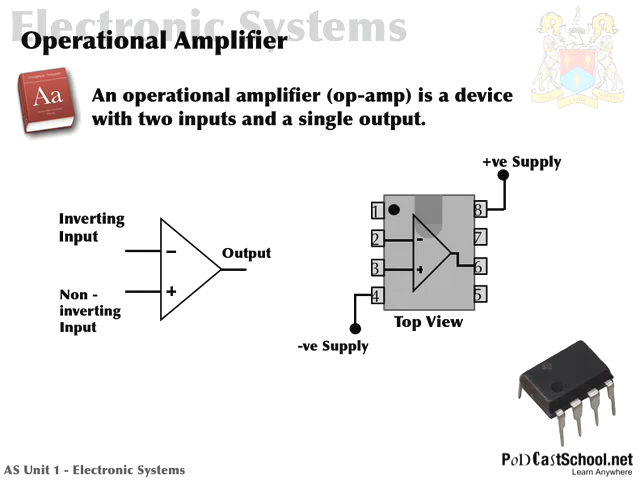 Electronic Systems
Operational Amplifier
Aa
An operational amplifier (op-amp) is a device
with two inputs and a single output.
+ve Supply
Inverting
Input
Output
Non -
inverting
Input
−
+
1
2
3
4
8
7
6
5
−
+
Top View
-ve Supply
PoDCastSchool.net
Learn Anywhere
AS Unit 1 - Electronic Systems